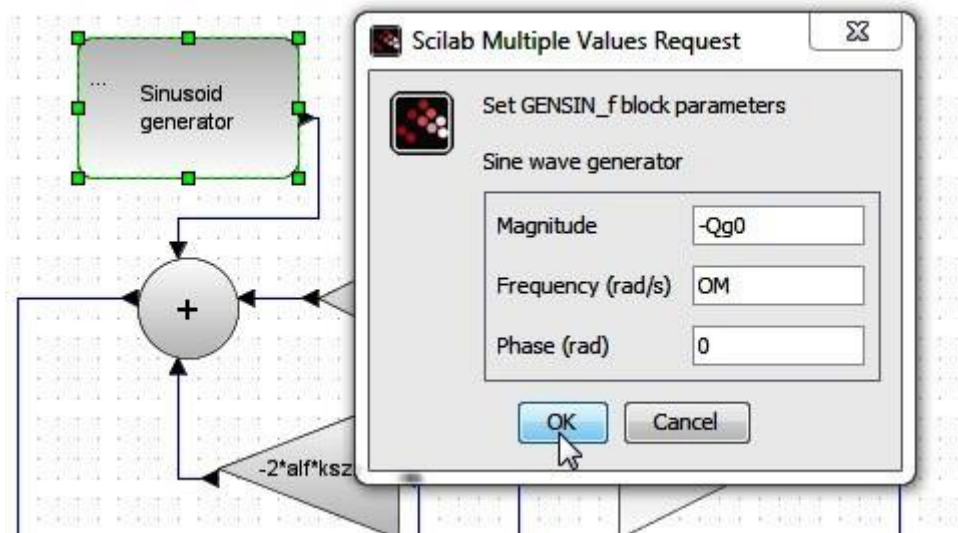 Scilab Multiple Values Request
...
Sinusoid
generator
Set GENSIN_f block parameters
Sine wave generator
Magnitude -Qg0
Frequency (rad/s) OM
Phase (rad) 0
+
OK Cancel
-2*alf*ksz